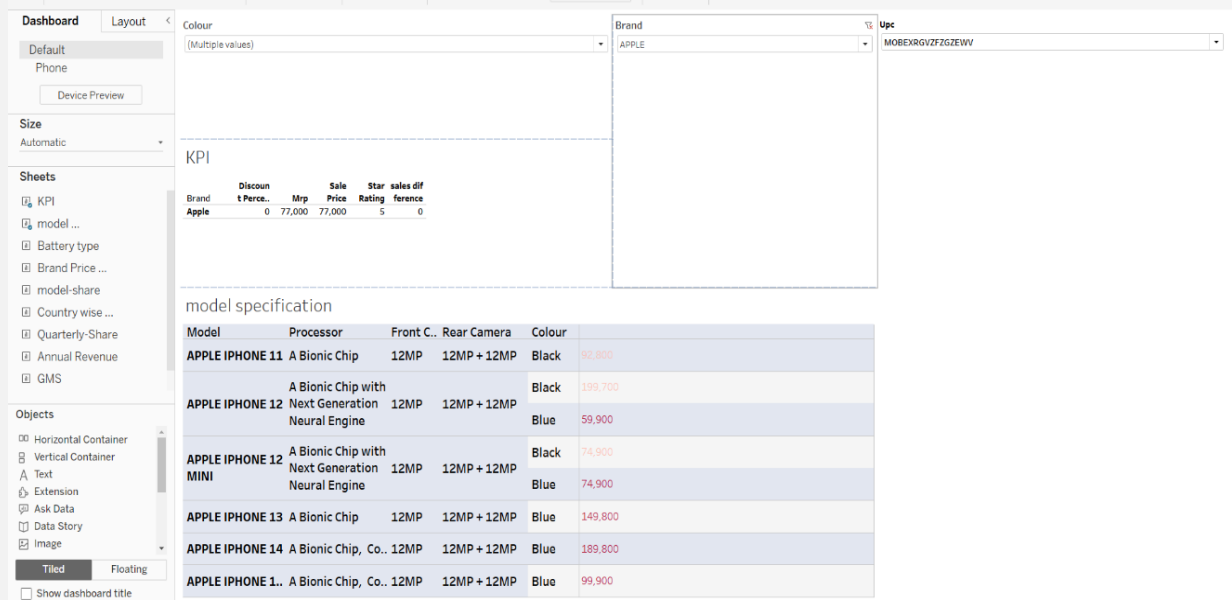 Dashboard
Layout
Default
Phone
Device Preview
Size
Automatic
Sheets
KPI
model ...
Battery type
Brand Price ...
model-share
Country wise ...
Quarterly-Share
Annual Revenue
GMS
Objects
Horizontal Container
Vertical Container
Text
Extension
Ask Data
Data Story
Image
Tiled
Floating
Show dashboard title
Colour
(Multiple values)
Brand
APPLE
Upc
MOBEXRGVZFZGZEWV
KPI
Discoun Sale Star sales dif
Brand t Perce.. Mrp Price Rating ference
Apple 0 77,000 77,000 5 0
model specification
Model Processor Front C.. Rear Camera Colour
APPLE IPHONE 11 A Bionic Chip 12MP 12MP + 12MP Black 92,800
A Bionic Chip with Black 199,700
APPLE IPHONE 12 Next Generation 12MP 12MP + 12MP
Neural Engine Blue 59,900
A Bionic Chip with Black 74,900
APPLE IPHONE 12 Next Generation 12MP 12MP + 12MP
MINI Neural Engine Blue 74,900
APPLE IPHONE 13 A Bionic Chip 12MP 12MP + 12MP Blue 149,800
APPLE IPHONE 14 A Bionic Chip, Co.. 12MP 12MP + 12MP Blue 189,800
APPLE IPHONE 1.. A Bionic Chip, Co.. 12MP 12MP + 12MP Blue 99,900